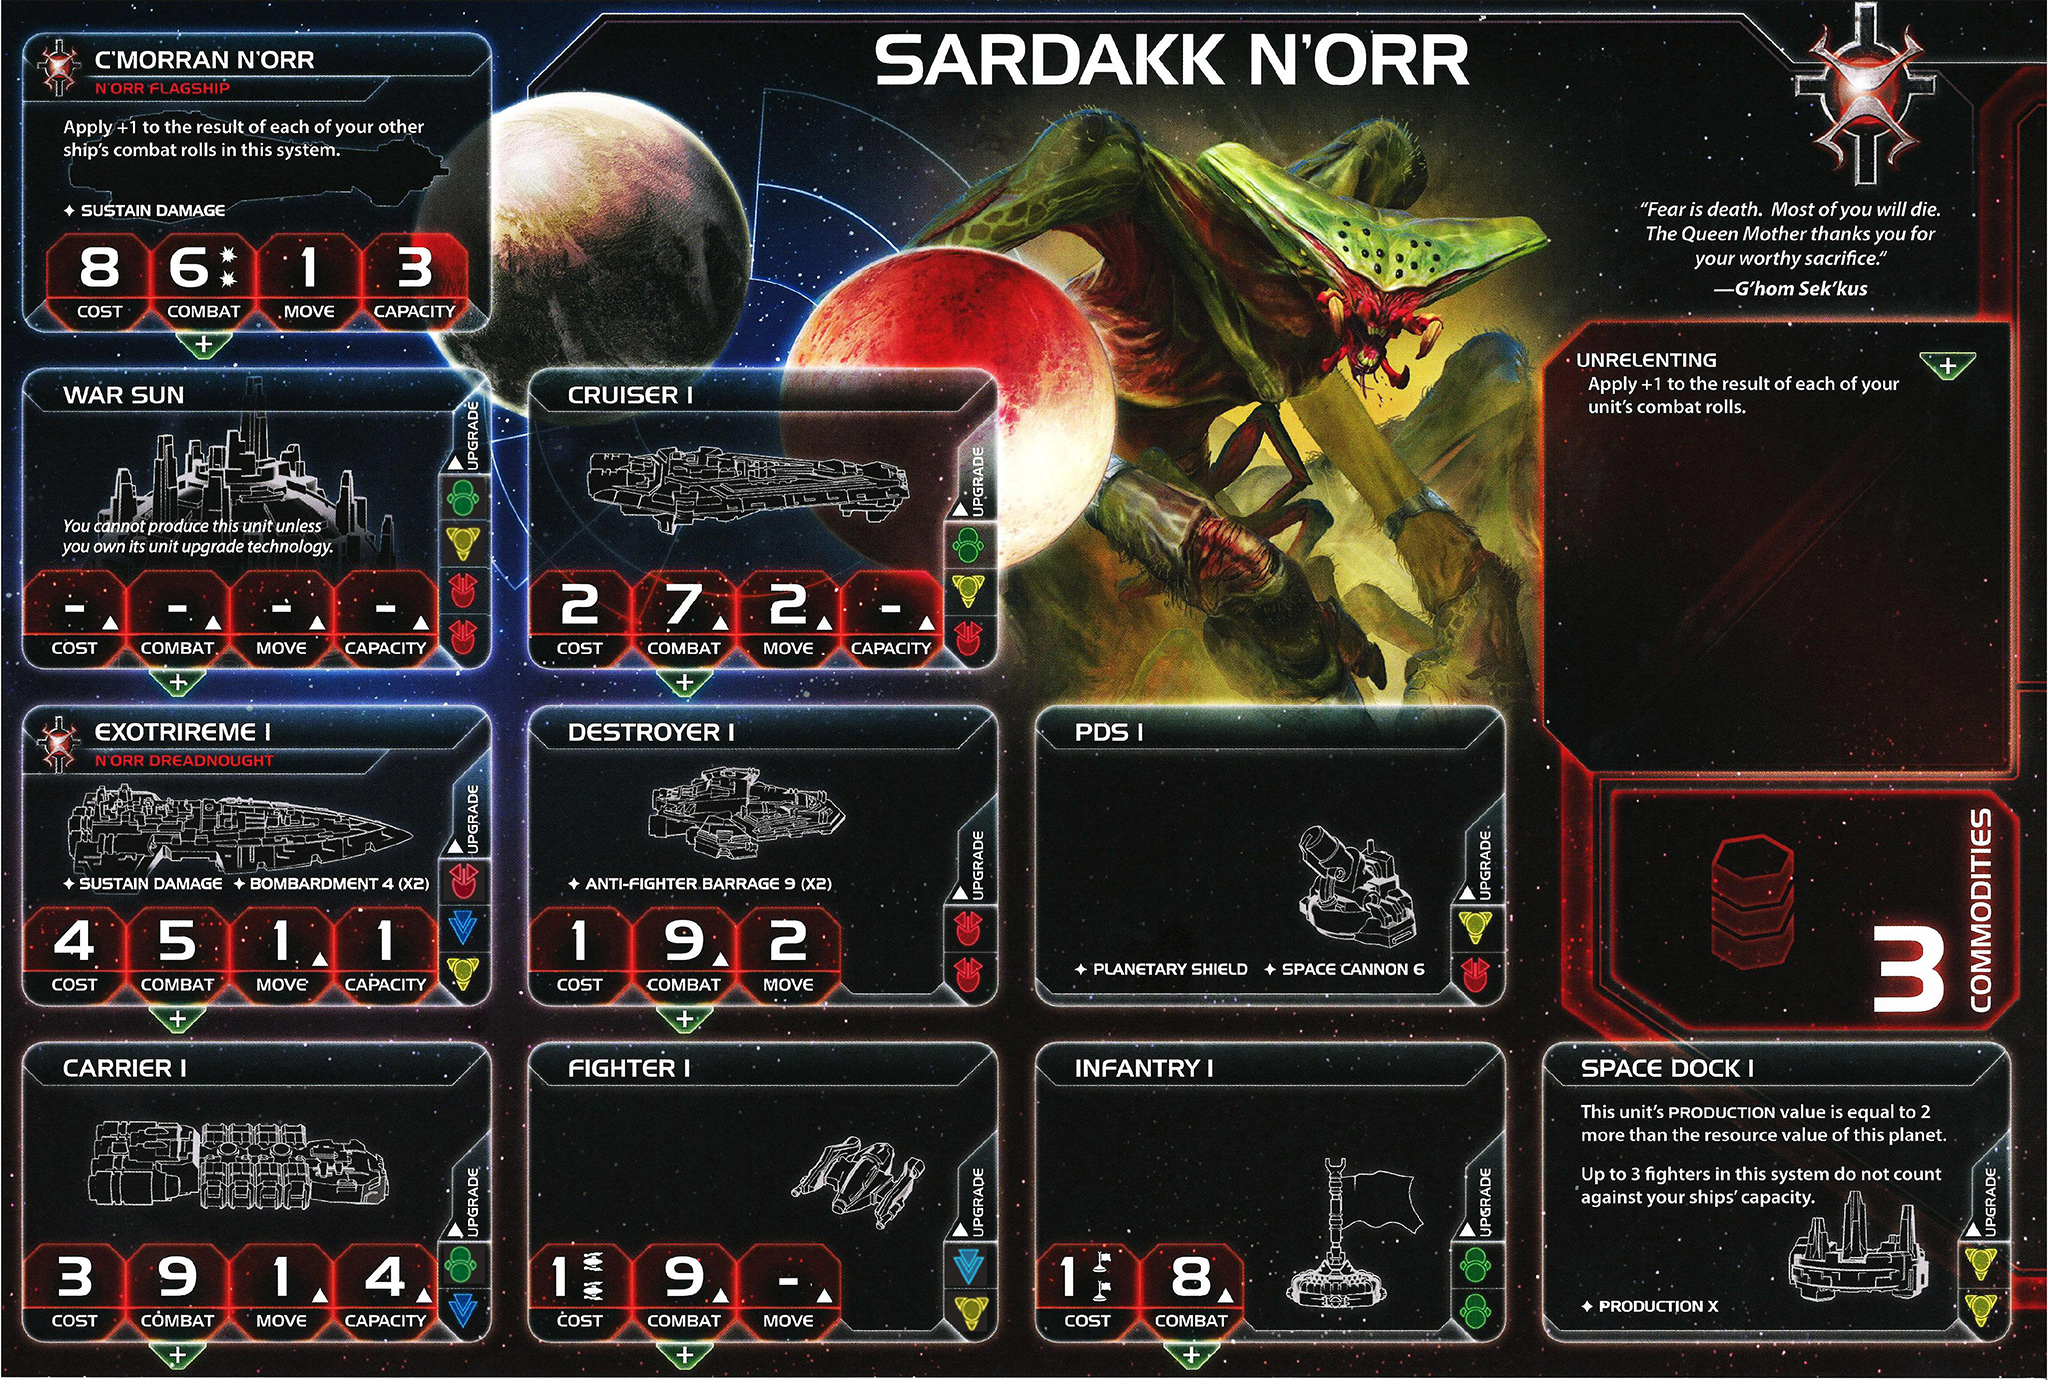 SARDAKK N'ORR
C'MORRAN N'ORR
N'ORR FLAGSHIP
Apply +1 to the result of each of your other
ship's combat rolls in this system.
SUSTAIN DAMAGE
8 6 1 3
COST COMBAT MOVE CAPACITY
+
"Fear is death. Most of you will die.
The Queen Mother thanks you for
your worthy sacrifice."
—G'hom Sek'kus
UNRELENTING
+
Apply +1 to the result of each of your
unit's combat rolls.
WAR SUN
UPGRADE
You cannot produce this unit unless
you own its unit upgrade technology.
- - - -
COST COMBAT MOVE CAPACITY
+
CRUISER I
UPGRADE
2 7 2 -
COST COMBAT MOVE CAPACITY
+
EXOTRIREME I
N'ORR DREADNOUGHT
UPGRADE
SUSTAIN DAMAGE BOMBARDMENT 4 (X2)
4 5 1 1
COST COMBAT MOVE CAPACITY
+
DESTROYER I
UPGRADE
ANTI-FIGHTER BARRAGE 9 (X2)
1 9 2
COST COMBAT MOVE
+
PDS I
UPGRADE
PLANETARY SHIELD SPACE CANNON 6
3
COMMODITIES
CARRIER I
UPGRADE
3 9 1 4
COST COMBAT MOVE CAPACITY
+
FIGHTER I
UPGRADE
1 9 -
COST COMBAT MOVE
+
INFANTRY I
UPGRADE
1 8
COST COMBAT
+
SPACE DOCK I
This unit's PRODUCTION value is equal to 2
more than the resource value of this planet.
Up to 3 fighters in this system do not count
against your ships' capacity.
UPGRADE
PRODUCTION X